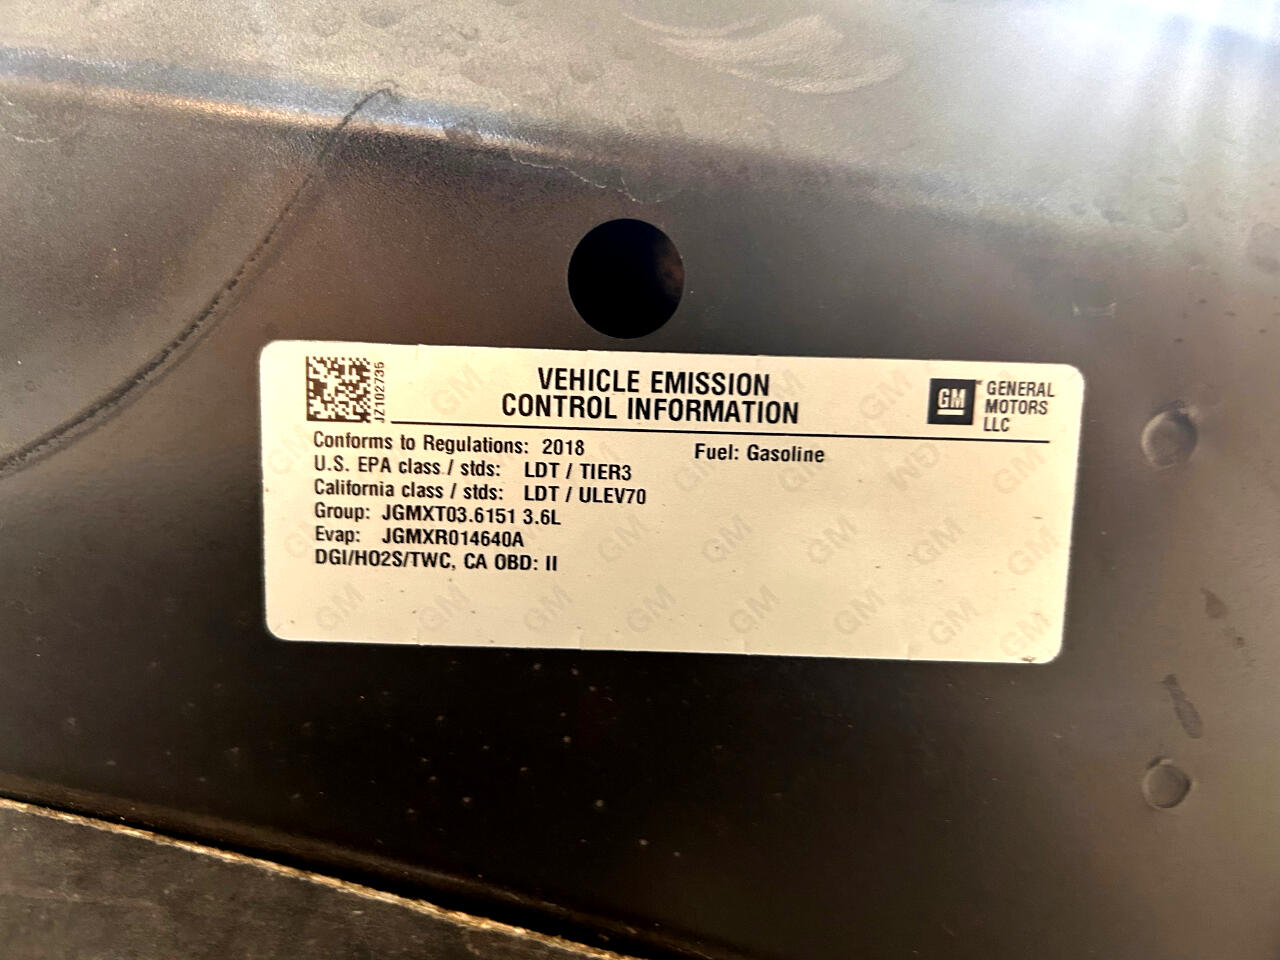 JZ102735
VEHICLE EMISSION
CONTROL INFORMATION
GM
GENERAL
MOTORS
LLC
Conforms to Regulations: 2018
Fuel: Gasoline
U.S. EPA class / stds: LDT / TIER3
California class / stds: LDT / ULEV70
Group: JGMXT03.6151 3.6L
Evap: JGMXR014640A
DGI/HO2S/TWC, CA OBD: II